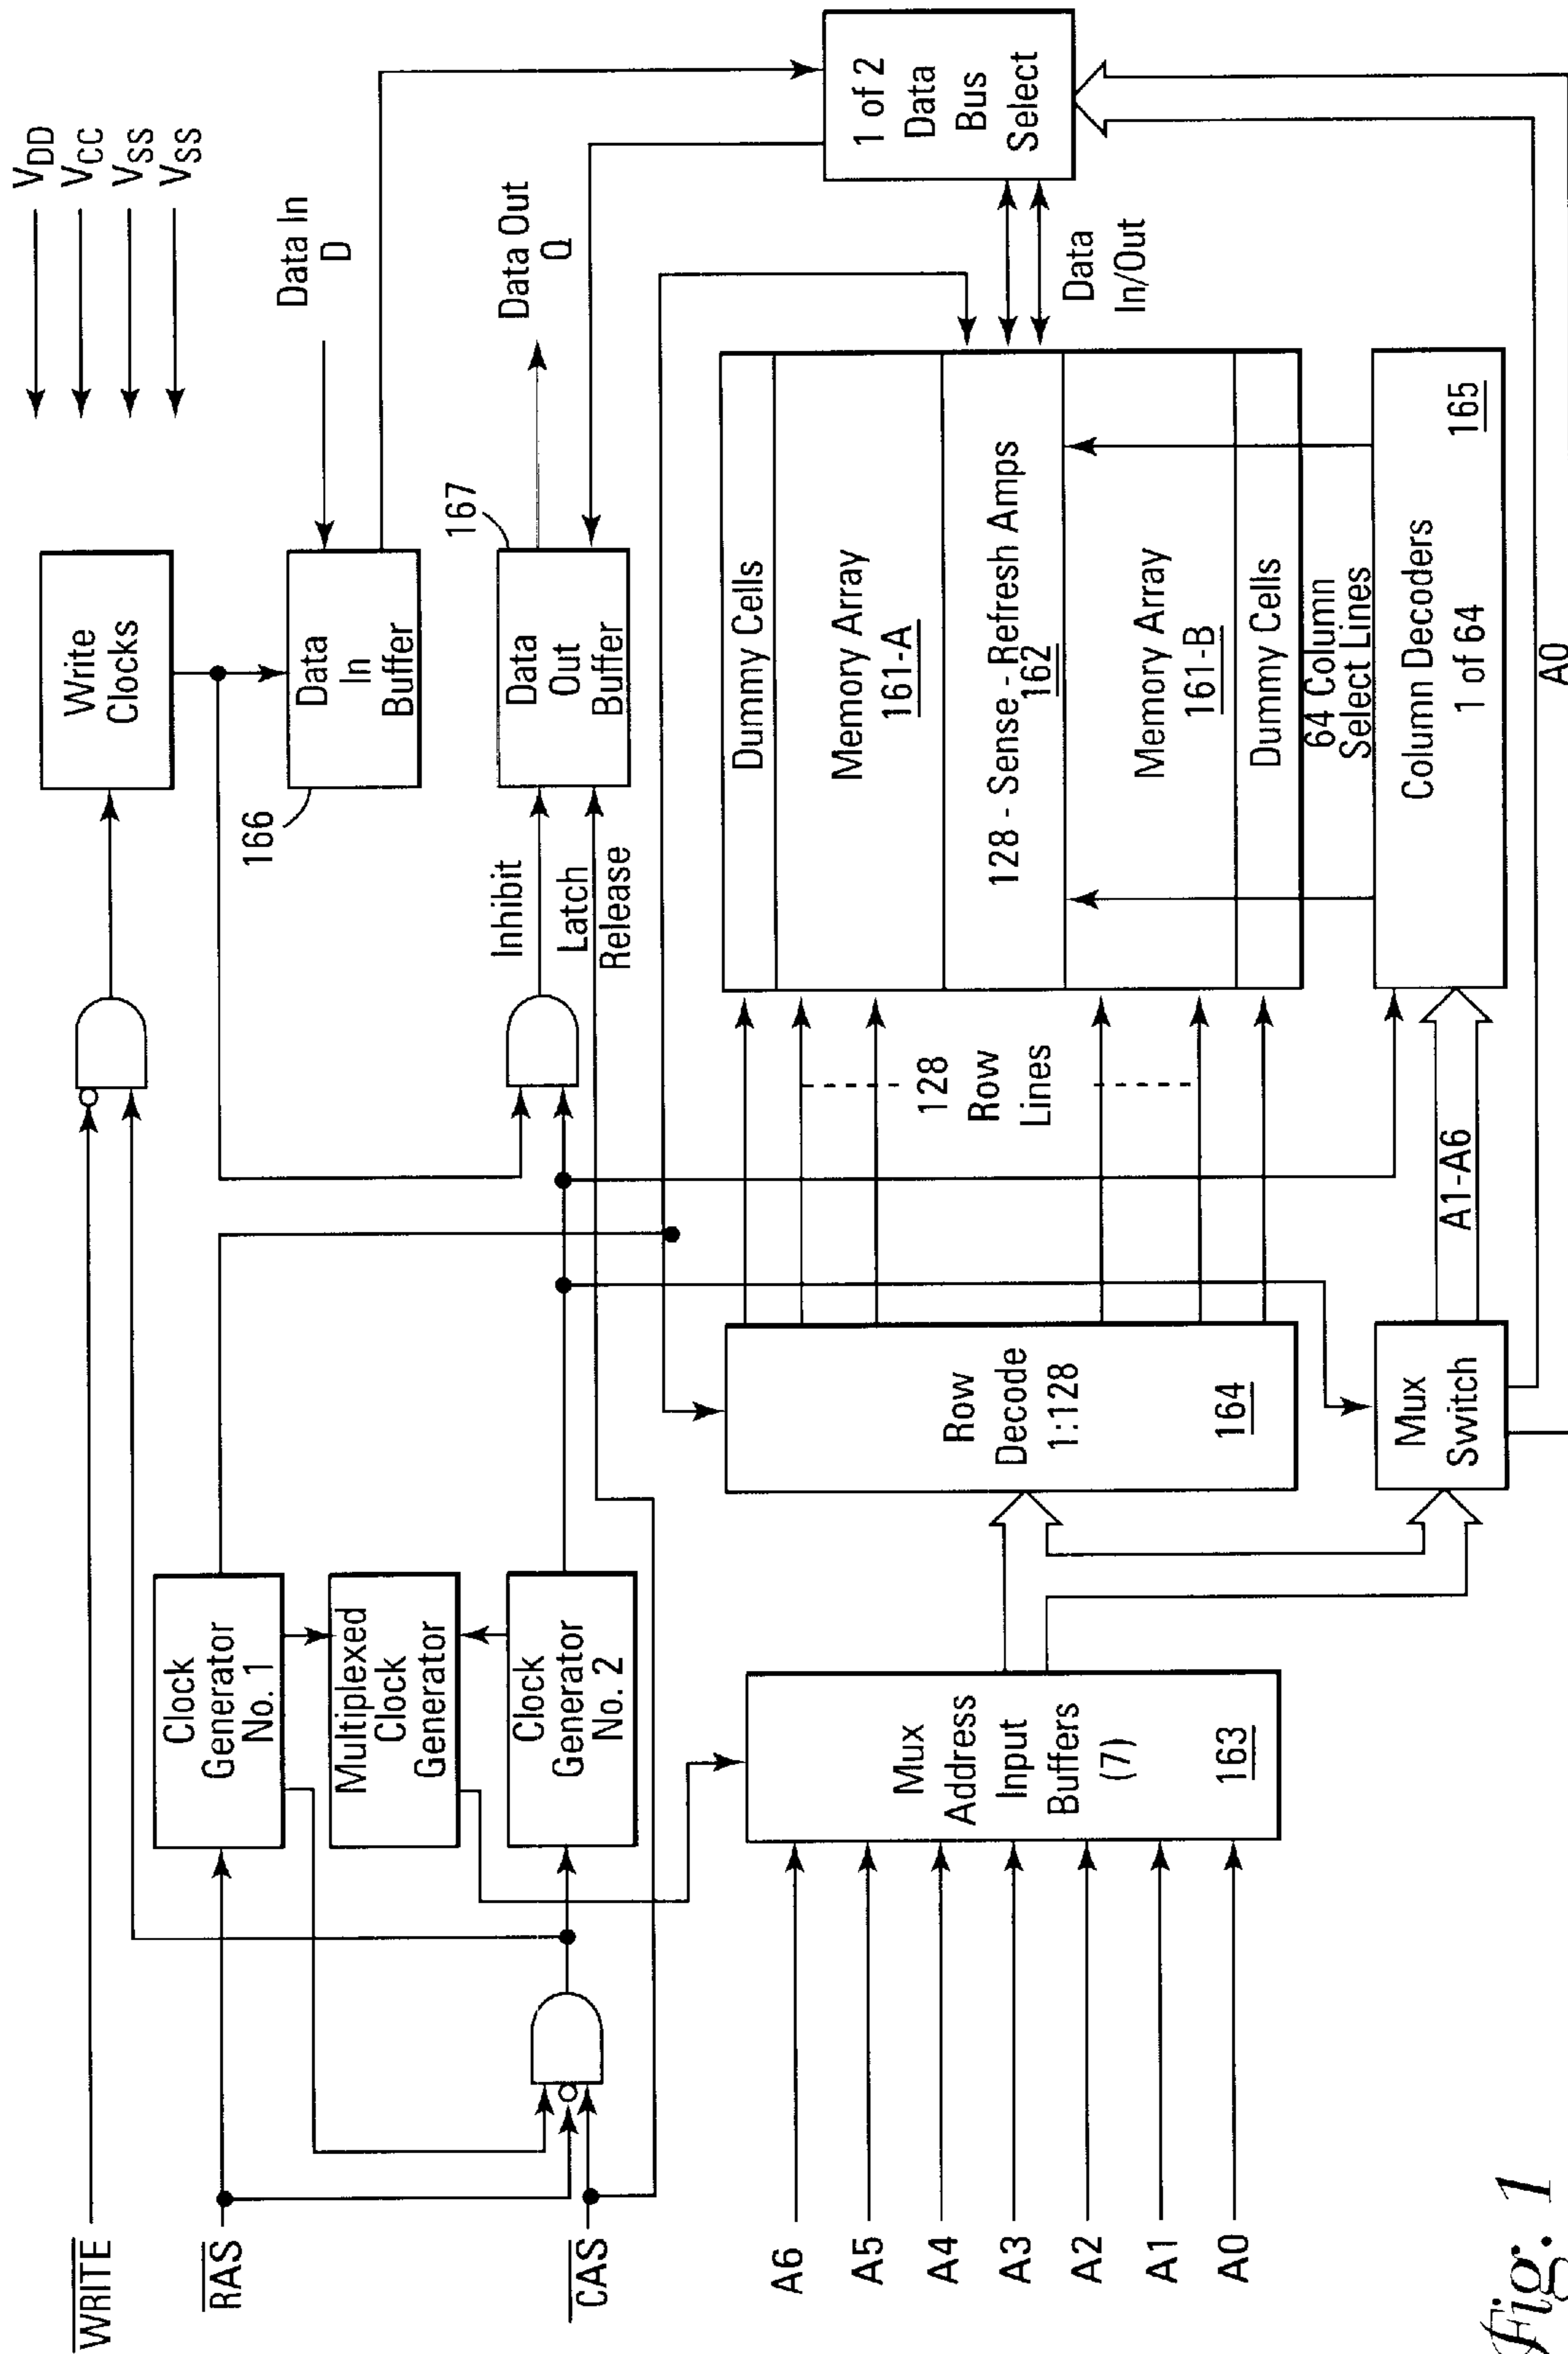 WRITE
RAS
CAS
A6
A5
A4
A3
A2
A1
A0
Clock
Generator
No. 1
Multiplexed
Clock
Generator
Clock
Generator
No. 2
Mux
Address
Input
Buffers
(7)
163
Row
Decode
1:128
164
Mux
Switch
A1-A6
A0
128
Row
Lines
Write
Clocks
166
Data
In
Buffer
Inhibit
Latch
Release
167
Data
Out
Buffer
VDD
VCC
VSS
VSS
Data In
D
Data Out
Q
Dummy Cells
Memory Array
161-A
128 - Sense - Refresh Amps
162
Memory Array
161-B
Dummy Cells
64 Column
Select Lines
Column Decoders
1 of 64
165
Data
In/Out
1 of 2
Data
Bus
Select
Fig. 1